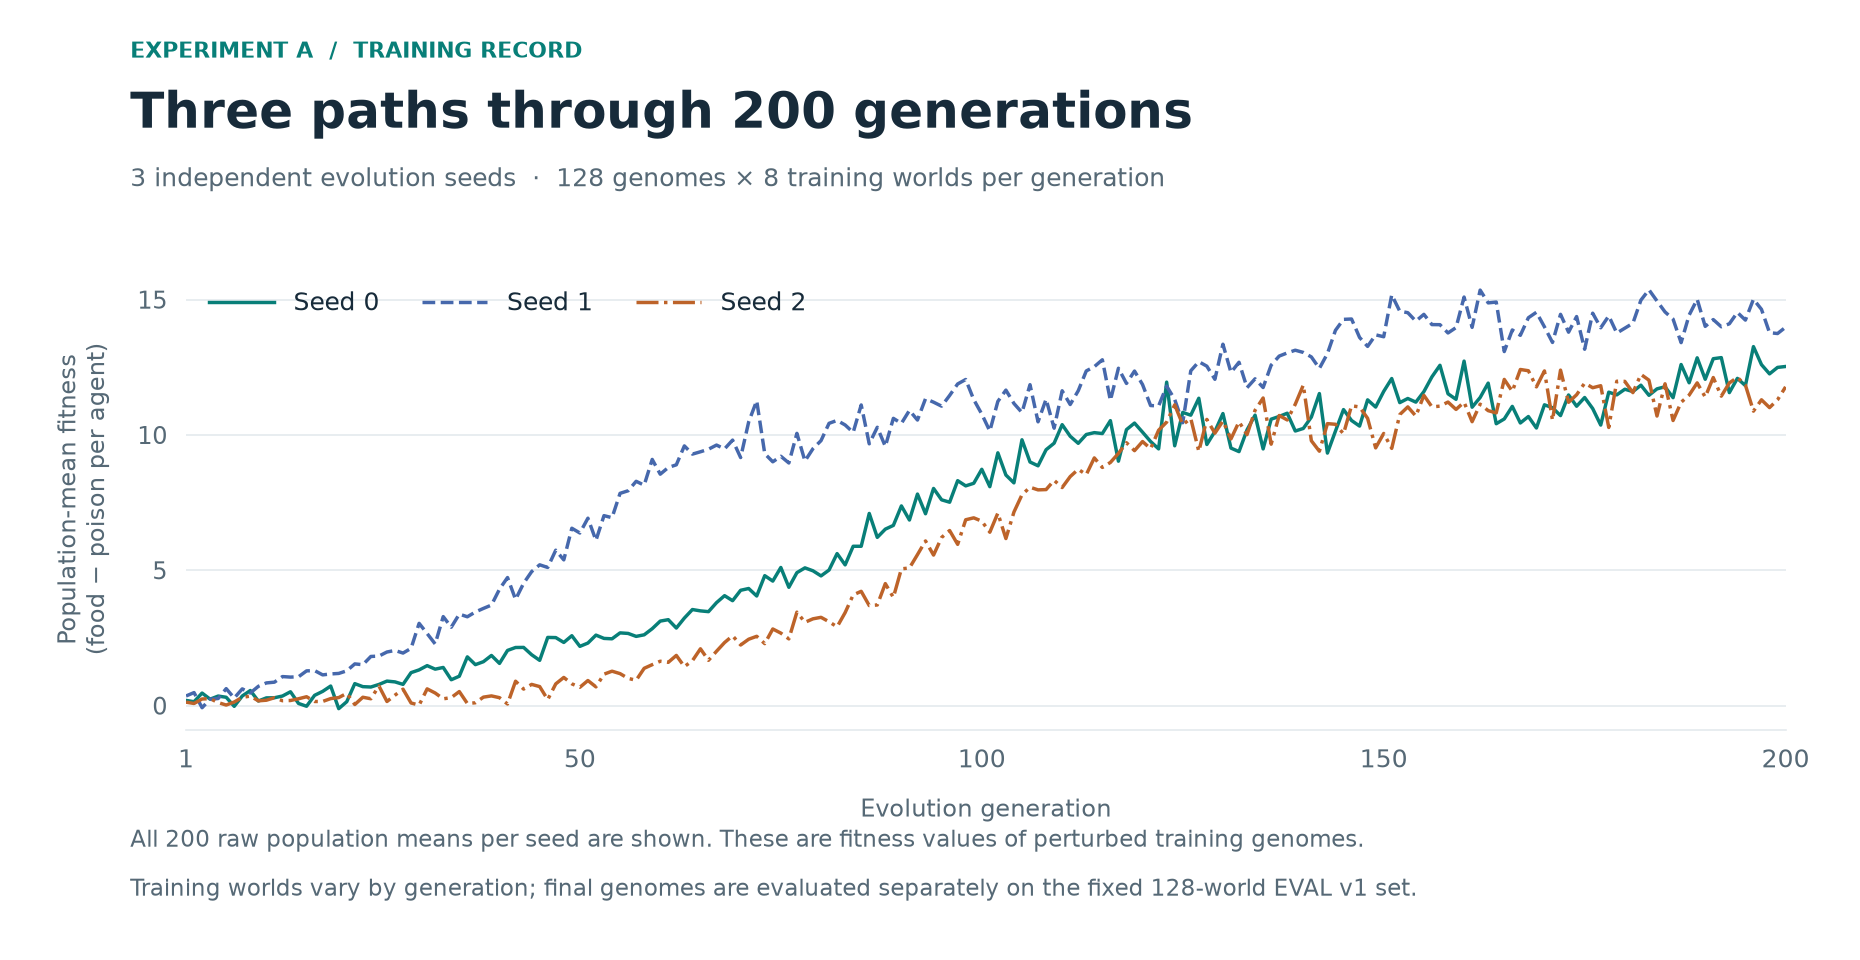 EXPERIMENT A / TRAINING RECORD
Three paths through 200 generations
3 independent evolution seeds · 128 genomes × 8 training worlds per generation
Population-mean fitness
(food − poison per agent)
15
10
5
0
Seed 0
Seed 1
Seed 2
1
50
100
150
200
Evolution generation
All 200 raw population means per seed are shown. These are fitness values of perturbed training genomes.
Training worlds vary by generation; final genomes are evaluated separately on the fixed 128-world EVAL v1 set.